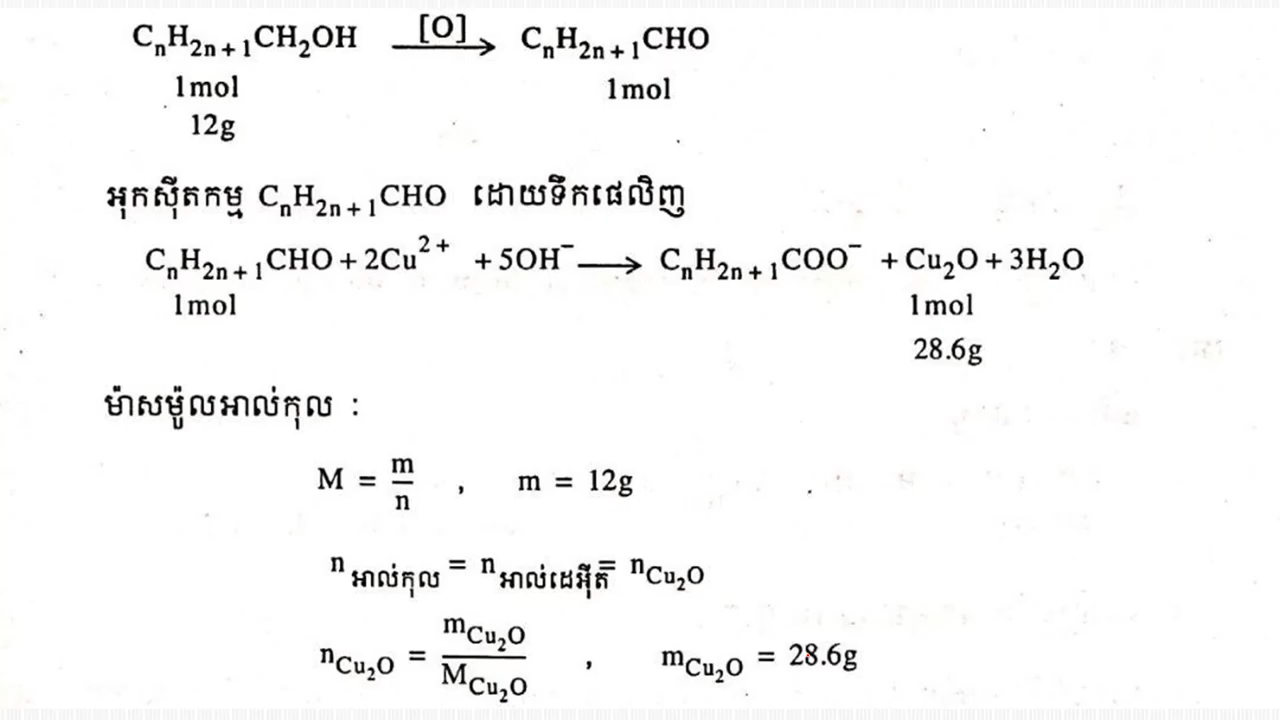 CₙH₂ₙ₊₁CH₂OH —[O]→ CₙH₂ₙ₊₁CHO
1mol 1mol
12g
អុកស៊ីតកម្ម CₙH₂ₙ₊₁CHO ដោយទឹកផេលិញ
CₙH₂ₙ₊₁CHO + 2Cu²⁺ + 5OH⁻ ⟶ CₙH₂ₙ₊₁COO⁻ + Cu₂O + 3H₂O
1mol 1mol
28.6g
ម៉ាសម៉ូលអាល់កុល :
M = m/n , m = 12g
n អាល់កុល = n អាល់ដេអ៊ីត = n Cu₂O
n Cu₂O = m Cu₂O / M Cu₂O , m Cu₂O = 28.6g